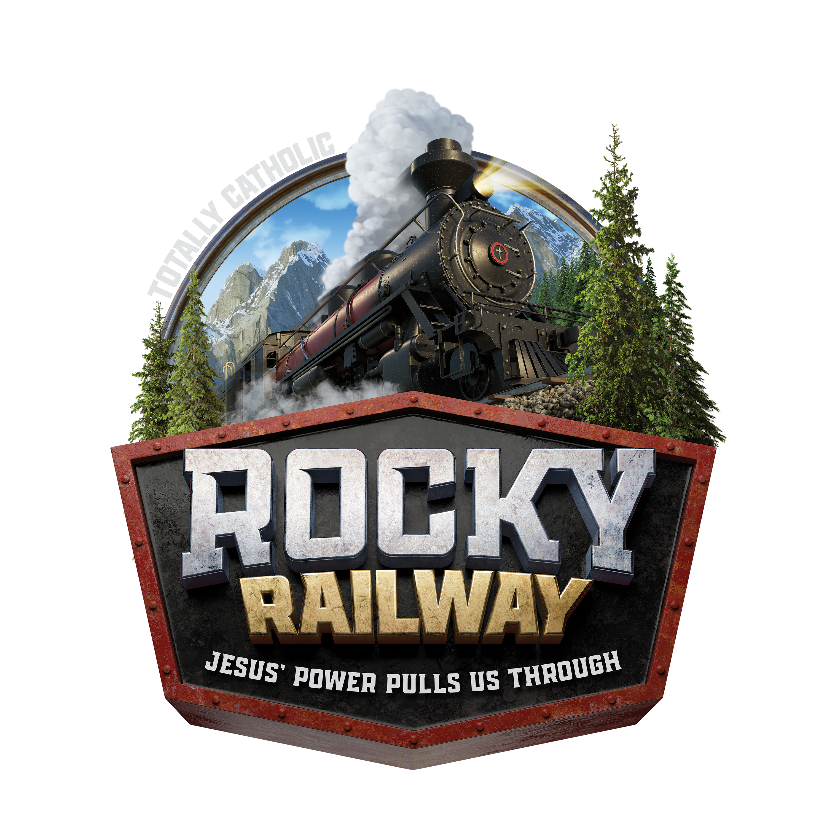 TOTALLY CATHOLIC
ROCKY
RAILWAY
JESUS' POWER PULLS US THROUGH